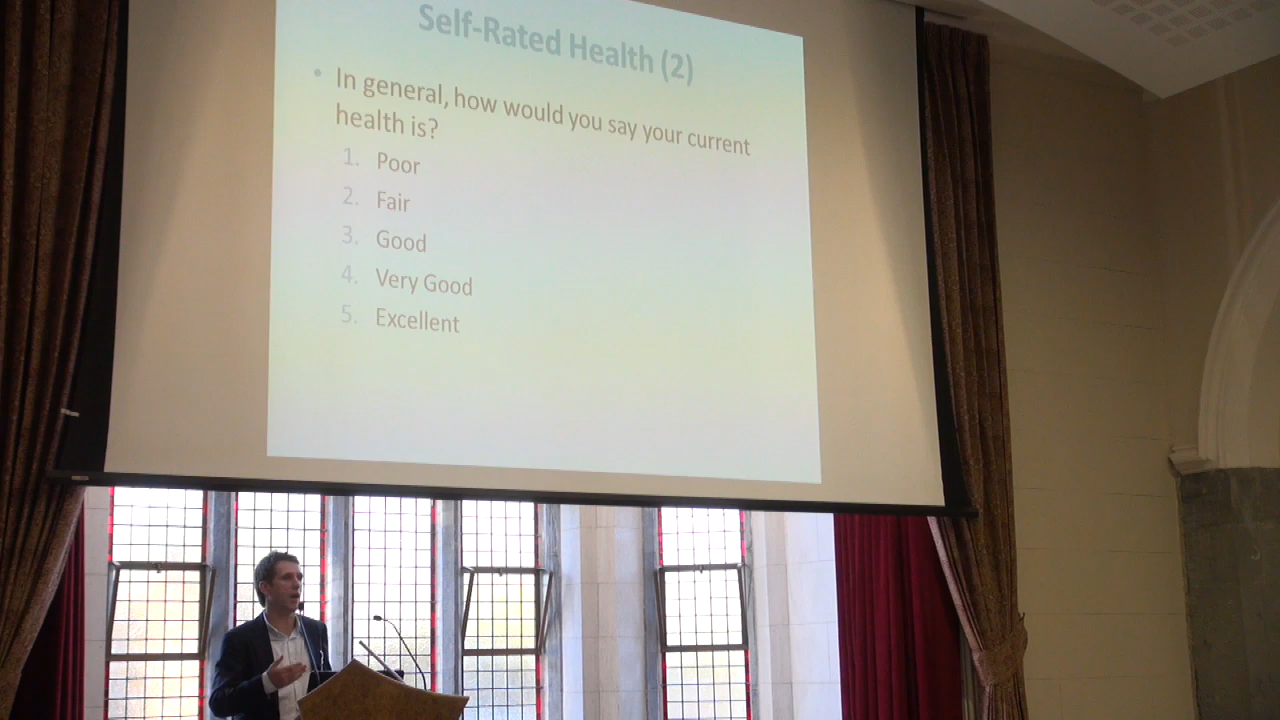 Self-Rated Health (2)
• In general, how would you say your current
health is?
1. Poor
2. Fair
3. Good
4. Very Good
5. Excellent